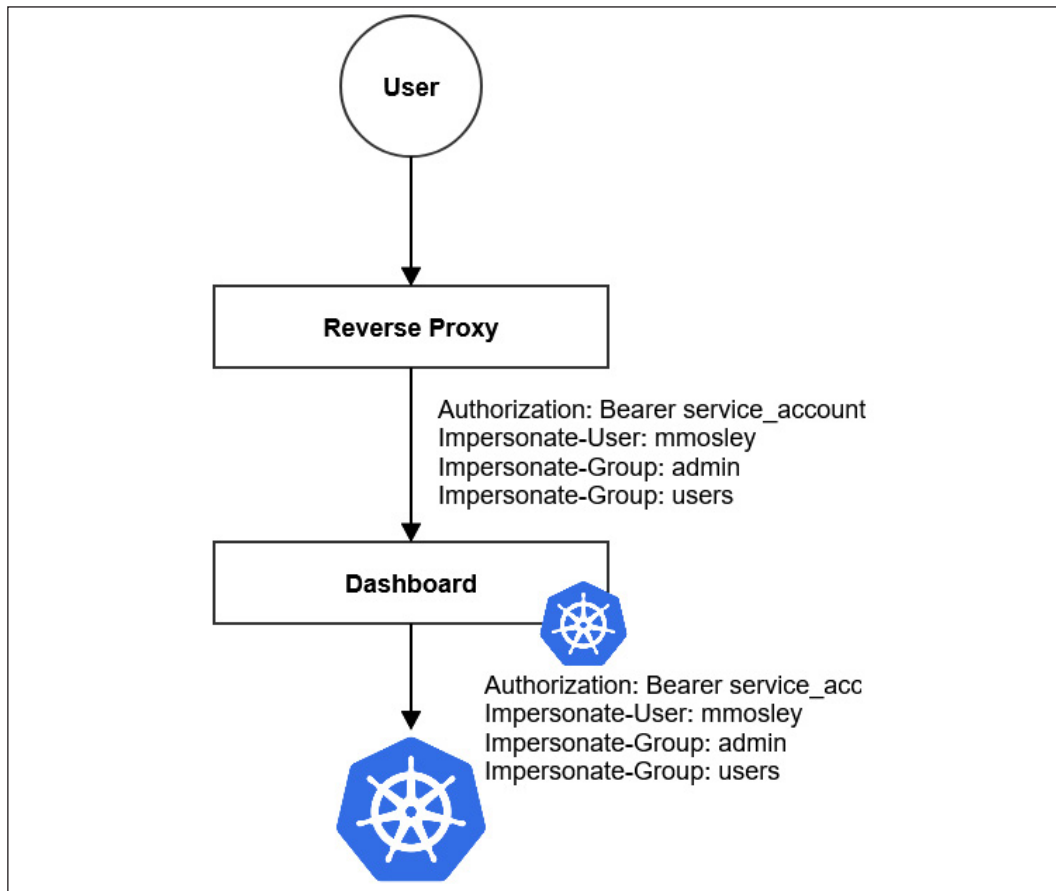 User
Reverse Proxy
Authorization: Bearer service_account
Impersonate-User: mmosley
Impersonate-Group: admin
Impersonate-Group: users
Dashboard
Authorization: Bearer service_acc
Impersonate-User: mmosley
Impersonate-Group: admin
Impersonate-Group: users